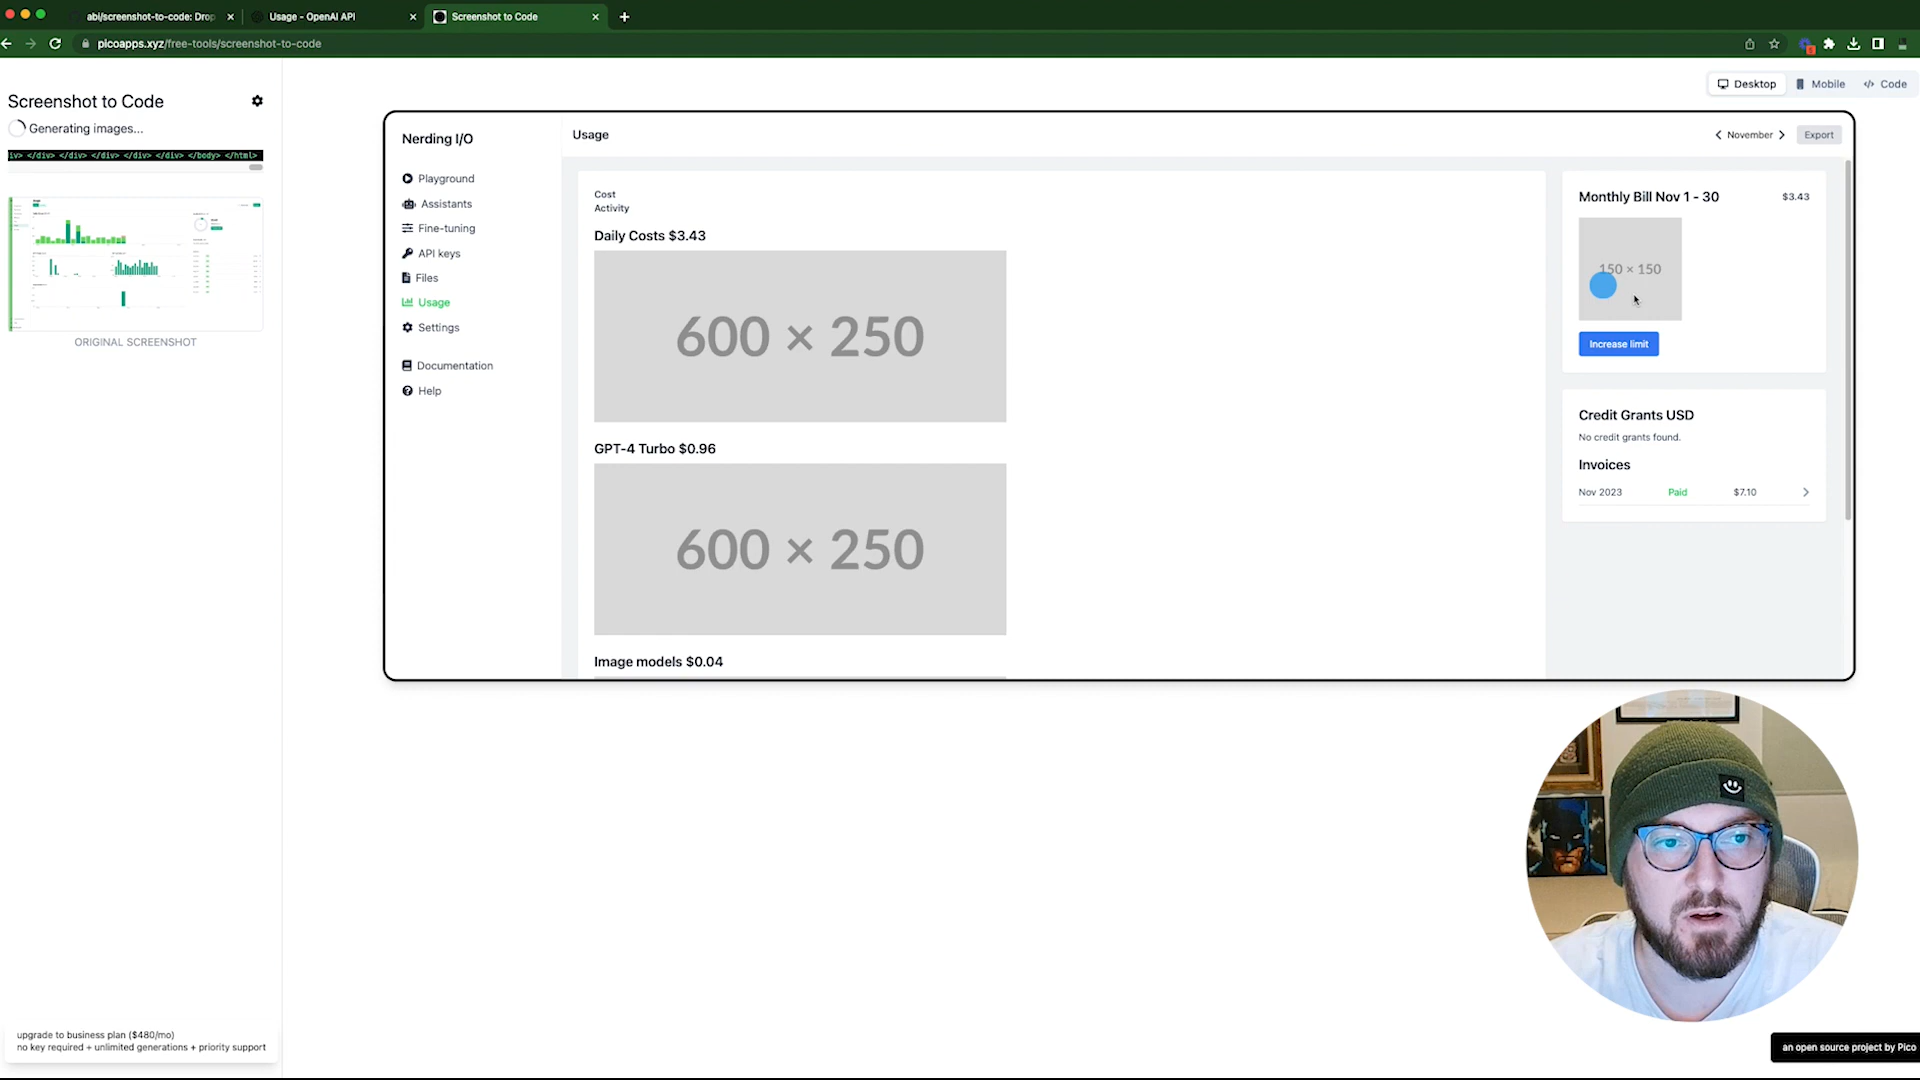 abi/screenshot-to-code: Drop
Usage - OpenAI API
Screenshot to Code
picoapps.xyz/free-tools/screenshot-to-code
Desktop
Mobile
Code
Screenshot to Code
Generating images...
iv> </div> </div> </div> </div> </div> </body> </html>
ORIGINAL SCREENSHOT
upgrade to business plan ($480/mo)
no key required + unlimited generations + priority support
Nerding I/O
Playground
Assistants
Fine-tuning
API keys
Files
Usage
Settings
Documentation
Help
Usage
November
Export
Cost
Activity
Daily Costs $3.43
600 × 250
GPT-4 Turbo $0.96
600 × 250
Image models $0.04
Monthly Bill Nov 1 - 30
$3.43
150 × 150
Increase limit
Credit Grants USD
No credit grants found.
Invoices
Nov 2023 Paid $7.10
an open source project by Pico